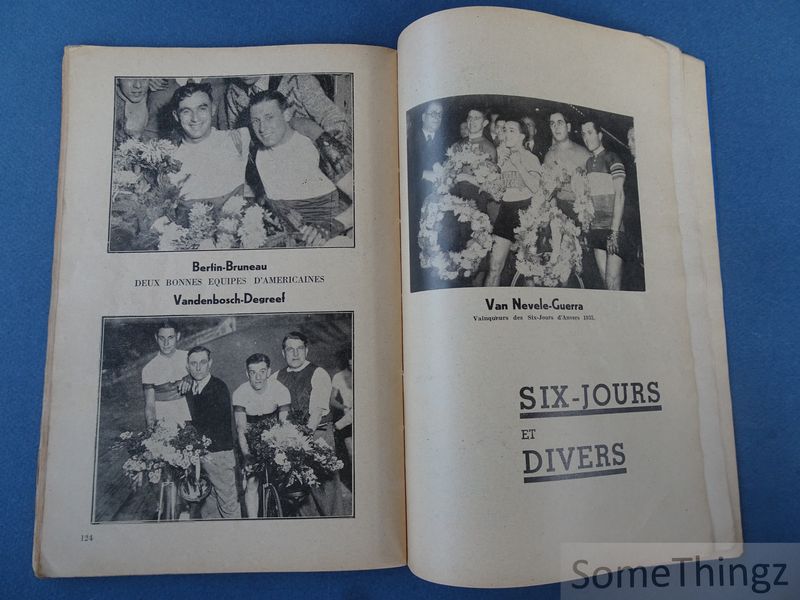 Bertin-Bruneau
DEUX BONNES EQUIPES D'AMERICAINES
Vandenbosch-Degreef
124
Van Nevele-Guerra
Vainqueurs des Six-Jours d'Anvers
SIX-JOURS
ET
DIVERS
SomeThingz